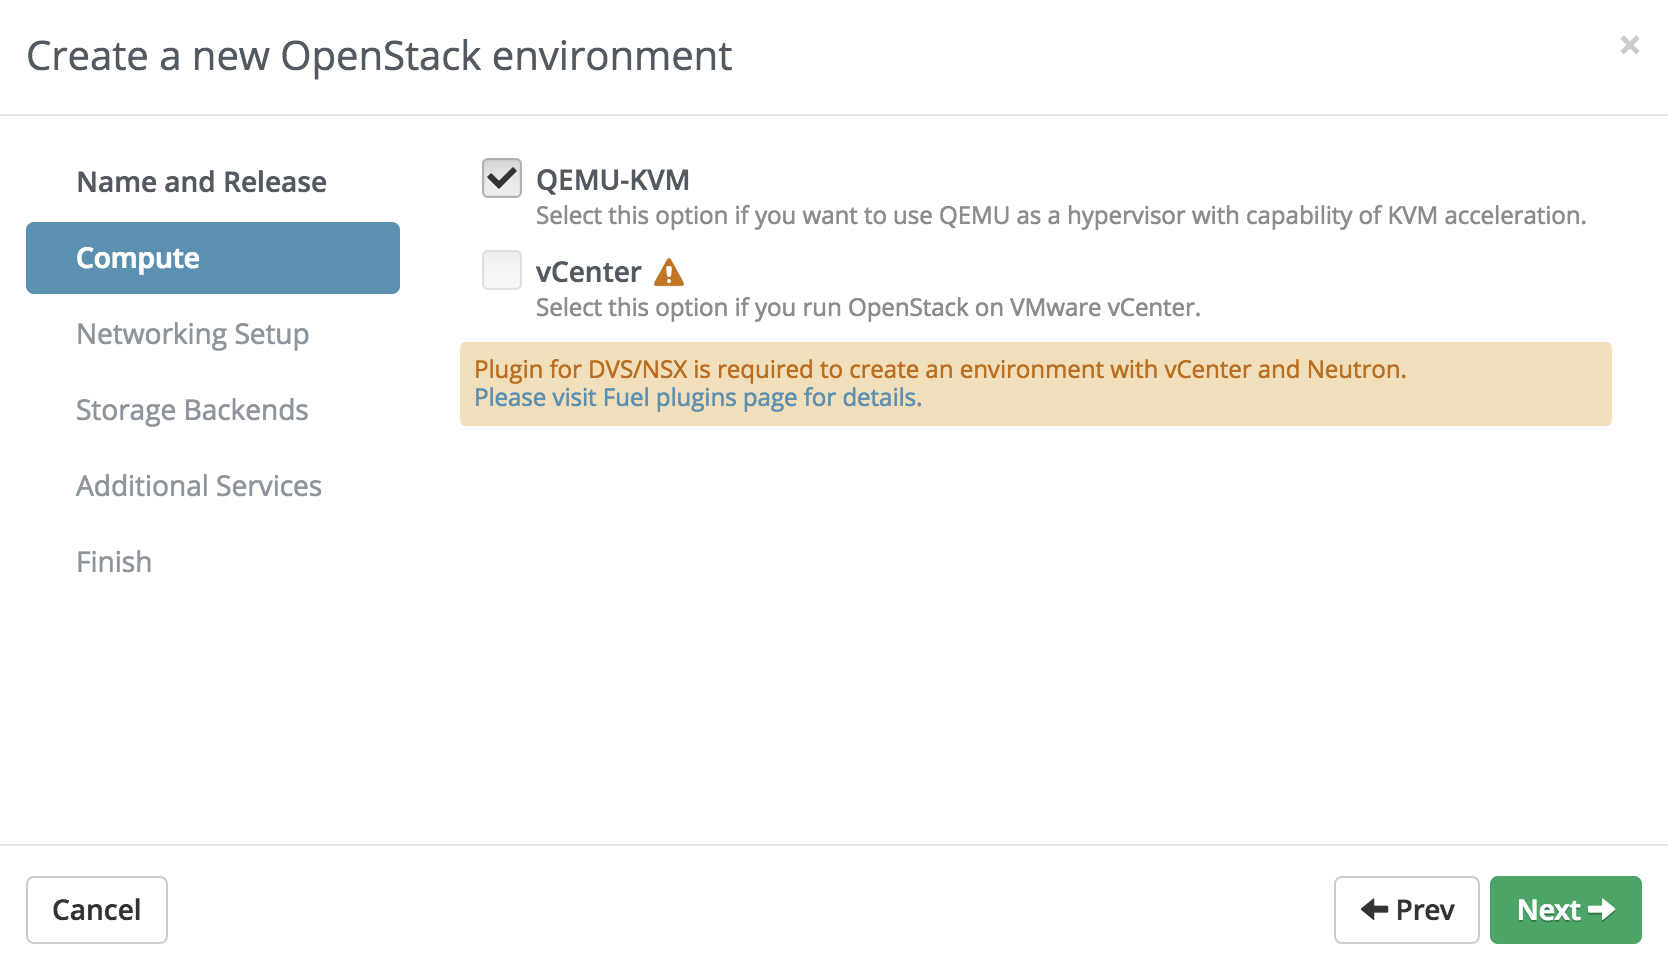 Create a new OpenStack environment
×
Name and Release
Compute
Networking Setup
Storage Backends
Additional Services
Finish
QEMU-KVM
Select this option if you want to use QEMU as a hypervisor with capability of KVM acceleration.
vCenter
Select this option if you run OpenStack on VMware vCenter.
Plugin for DVS/NSX is required to create an environment with vCenter and Neutron.
Please visit Fuel plugins page for details.
Cancel
Prev
Next